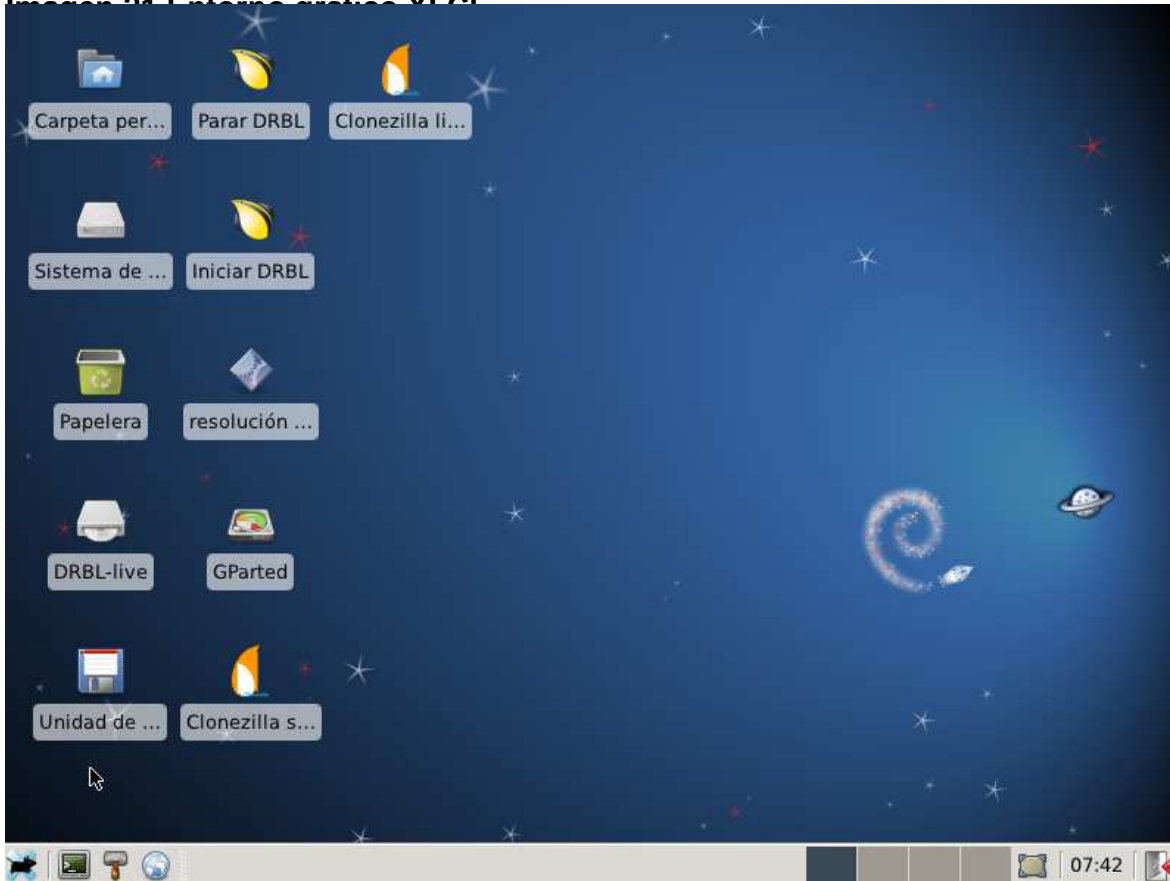 Carpeta per... Parar DRBL Clonezilla li...
Sistema de ... Iniciar DRBL
Papelera resolución ...
DRBL-live GParted
Unidad de ... Clonezilla s...
07:42